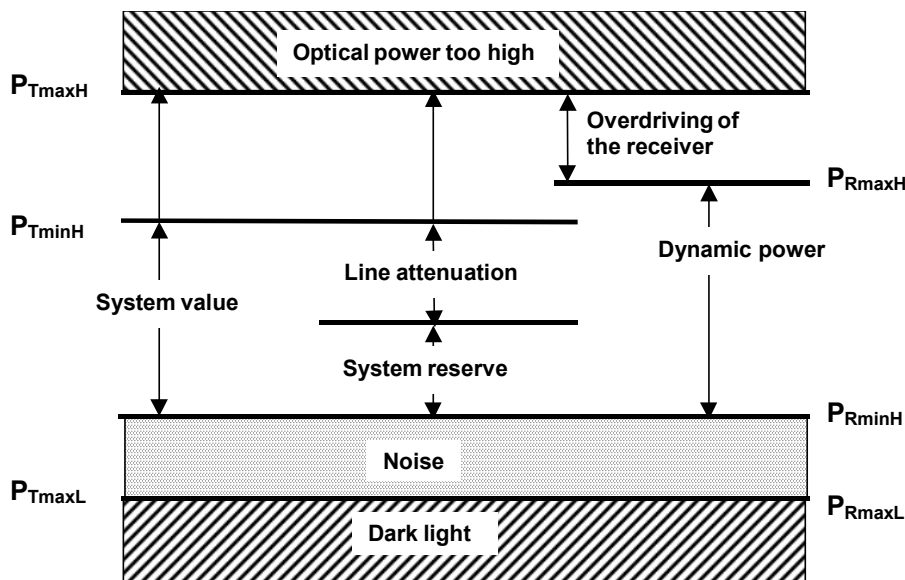 Optical power too high
PTmaxH
Overdriving of
the receiver
PRmaxH
PTminH
Dynamic power
Line attenuation
System value
System reserve
PRminH
Noise
PTmaxL
PRmaxL
Dark light